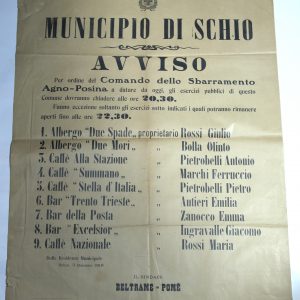 MUNICIPIO DI SCHIO
AVVISO
Per ordine del Comando dello Sbarramento
Agno-Posina a datare da oggi, gli esercizi pubblici di questo
Comune dovranno chiudere alle ore 20,30.
Fanno eccezione soltanto gli esercizi sotto indicati i quali potranno rimanere
aperti fino alle ore 22,30.
1. Albergo "Due Spade„ proprietario Rossi Giulio
2. Albergo "Due Mori„ „ Bolla Olinto
3. Caffè Alla Stazione „ Pietrobelli Antonio
4. Caffè "Summano„ „ Marchi Ferruccio
5. Caffè "Stella d'Italia„ „ Pietrobelli Pietro
6. Bar "Trento Trieste„ „ Autieri Emilia
7. Bar della Posta „ Zanocco Emma
8. Bar "Excelsior„ „ Ingravalle Giacomo
9. Caffè Nazionale „ Rossi Maria
Dalla Residenza Municipale
Schio,
IL SINDACO
BELTRAME - POMÈ